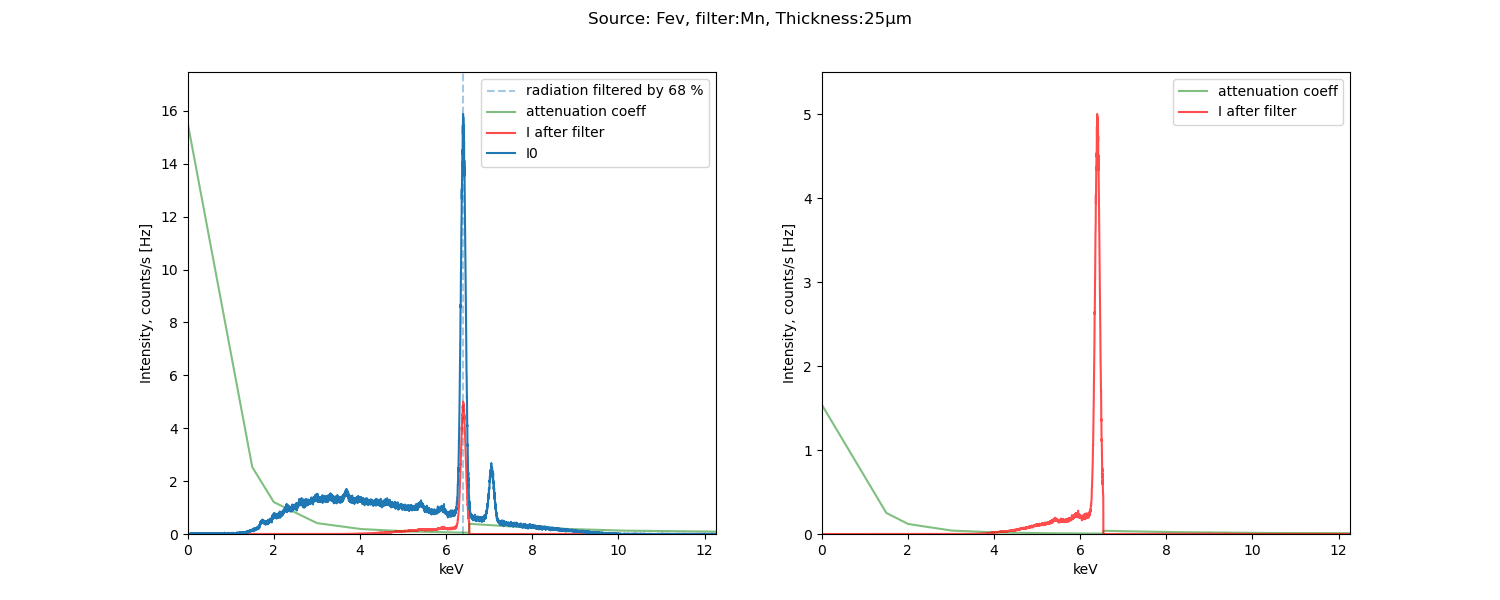 Source: Fev, filter:Mn, Thickness:25μm
Intensity, counts/s [Hz]
16
14
12
10
8
6
4
2
0
radiation filtered by 68 %
attenuation coeff
I after filter
I0
0 2 4 6 8 10 12
keV
Intensity, counts/s [Hz]
5
4
3
2
1
0
attenuation coeff
I after filter
0 2 4 6 8 10 12
keV